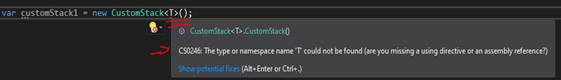 var customStack1 = new CustomStack<T>();
CustomStack<T>.CustomStack()
CS0246: The type or namespace name 'T' could not be found (are you missing a using directive or an assembly reference?)
Show potential fixes (Alt+Enter or Ctrl+.)